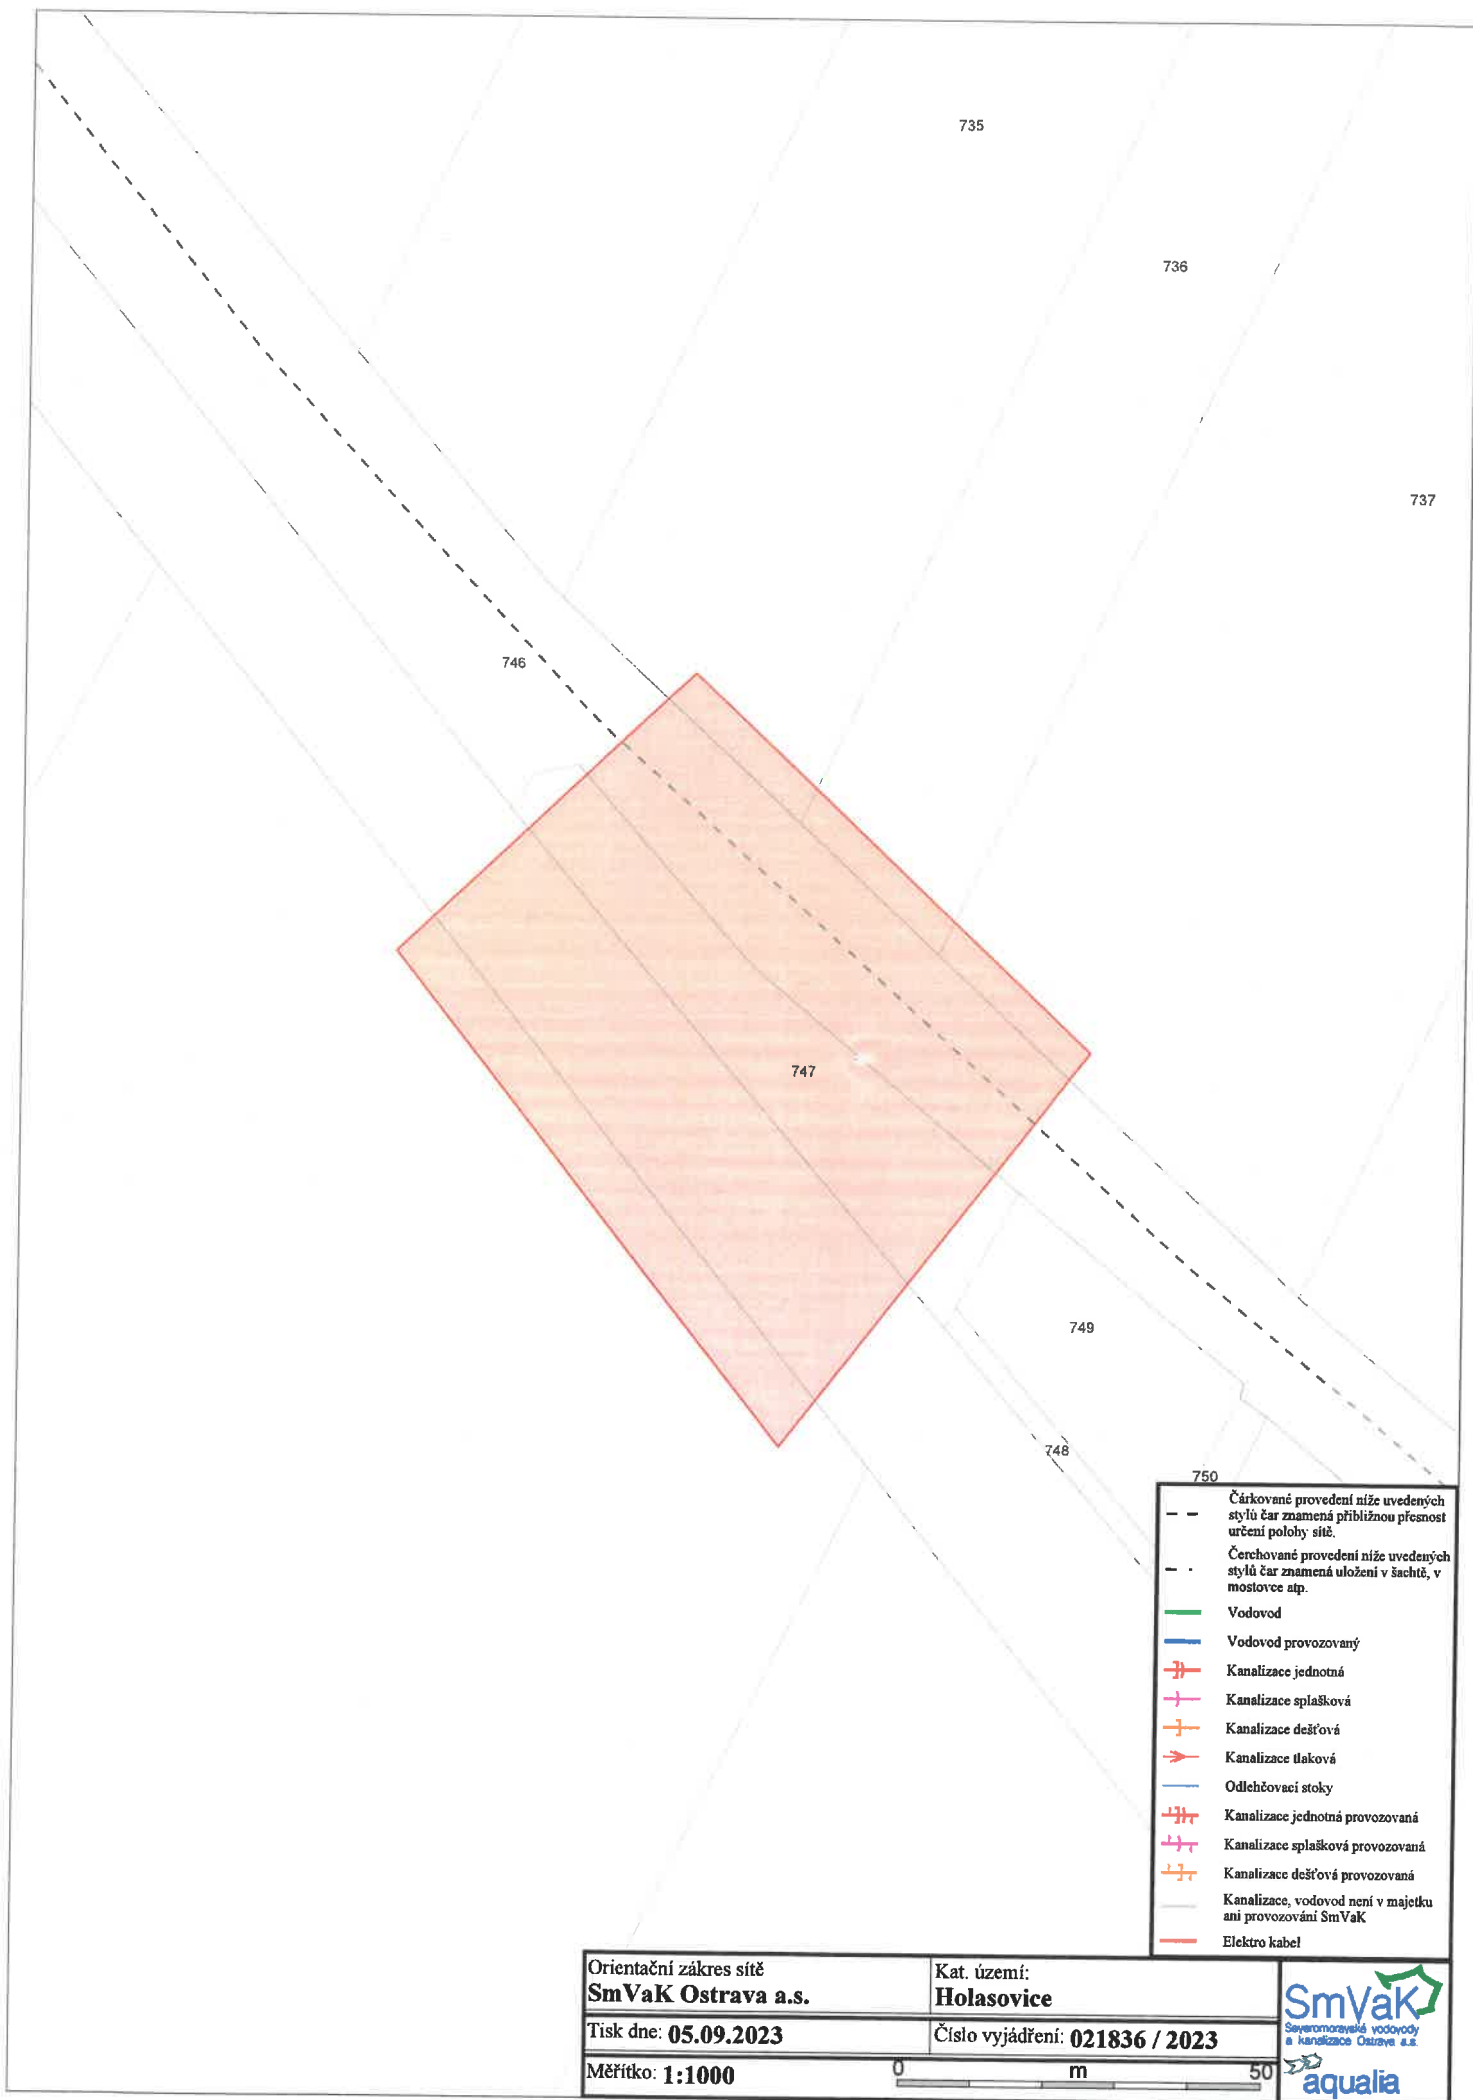 735
736
737
746
747
749
748
750
Čárkované provedení níže uvedených
stylů čar znamená přibližnou přesnost
určení polohy sítě.
Čerchované provedení níže uvedených
stylů čar znamená uložení v šachtě, v
mostovce atp.
Vodovod
Vodovod provozovaný
Kanalizace jednotná
Kanalizace splašková
Kanalizace dešťová
Kanalizace tlaková
Odlehčovací stoky
Kanalizace jednotná provozovaná
Kanalizace splašková provozovaná
Kanalizace dešťová provozovaná
Kanalizace, vodovod není v majetku
ani provozování SmVaK
Elektro kabel
Orientační zákres sítě
SmVaK Ostrava a.s.
Kat. území:
Holasovice
Tisk dne: 05.09.2023
Číslo vyjádření: 021836 / 2023
Měřítko: 1:1000
0 m 50
SmVaK
Severomoravské vodovody
a kanalizace Ostrava a.s.
aqualia